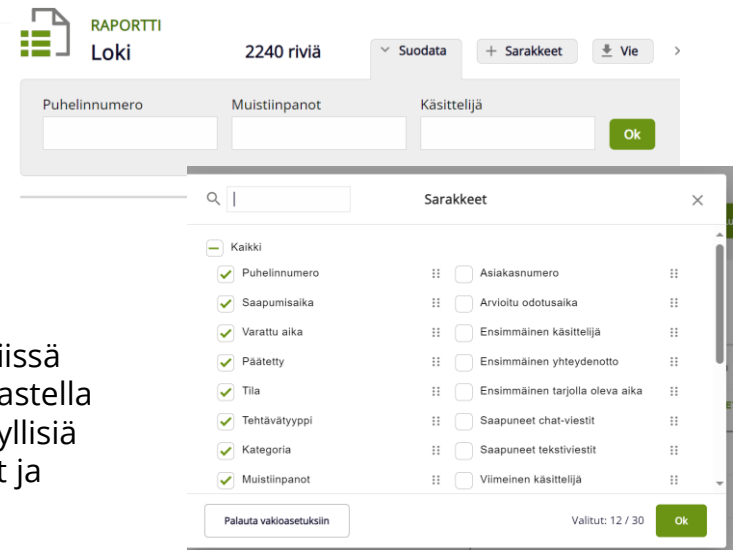 RAPORTTI
Loki
2240 riviä
Suodata
Sarakkeet
Vie
Puhelinnumero
Muistiinpanot
Käsittelijä
Ok
Sarakkeet
Kaikki
Puhelinnumero
Asiakasnumero
Saapumisaika
Arvioitu odotusaika
Varattu aika
Ensimmäinen käsittelijä
Päätetty
Ensimmäinen yhteydenotto
Tila
Ensimmäinen tarjolla oleva aika
Tehtävätyyppi
Saapuneet chat-viestit
Kategoria
Saapuneet tekstiviestit
Muistiinpanot
Viimeinen käsittelijä
Palauta vakioasetuksiin
Valitut: 12 / 30
Ok
t ja